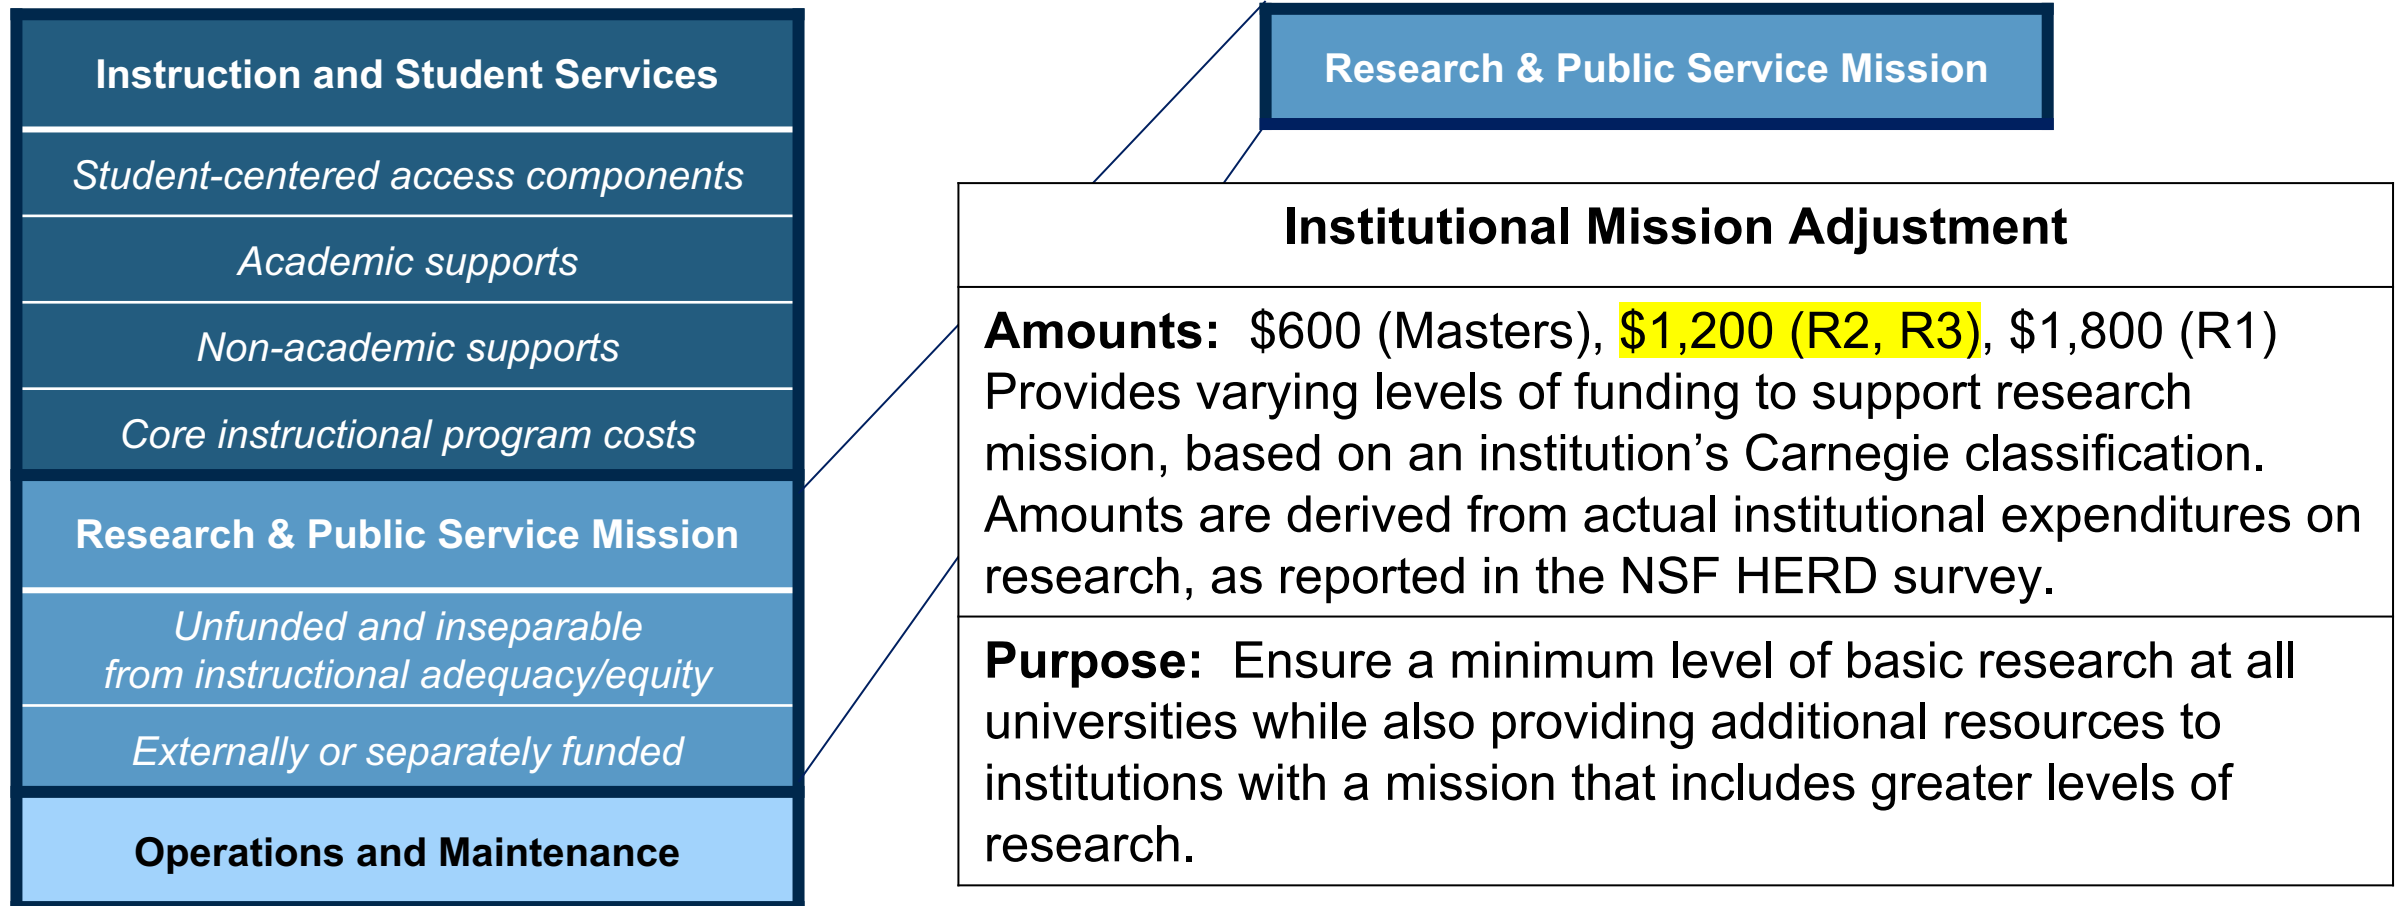 Instruction and Student Services
Student-centered access components
Academic supports
Non-academic supports
Core instructional program costs
Research & Public Service Mission
Unfunded and inseparable
from instructional adequacy/equity
Externally or separately funded
Operations and Maintenance
Research & Public Service Mission
Institutional Mission Adjustment
Amounts: $600 (Masters), $1,200 (R2, R3), $1,800 (R1)
Provides varying levels of funding to support research
mission, based on an institution’s Carnegie classification.
Amounts are derived from actual institutional expenditures on
research, as reported in the NSF HERD survey.
Purpose: Ensure a minimum level of basic research at all
universities while also providing additional resources to
institutions with a mission that includes greater levels of
research.